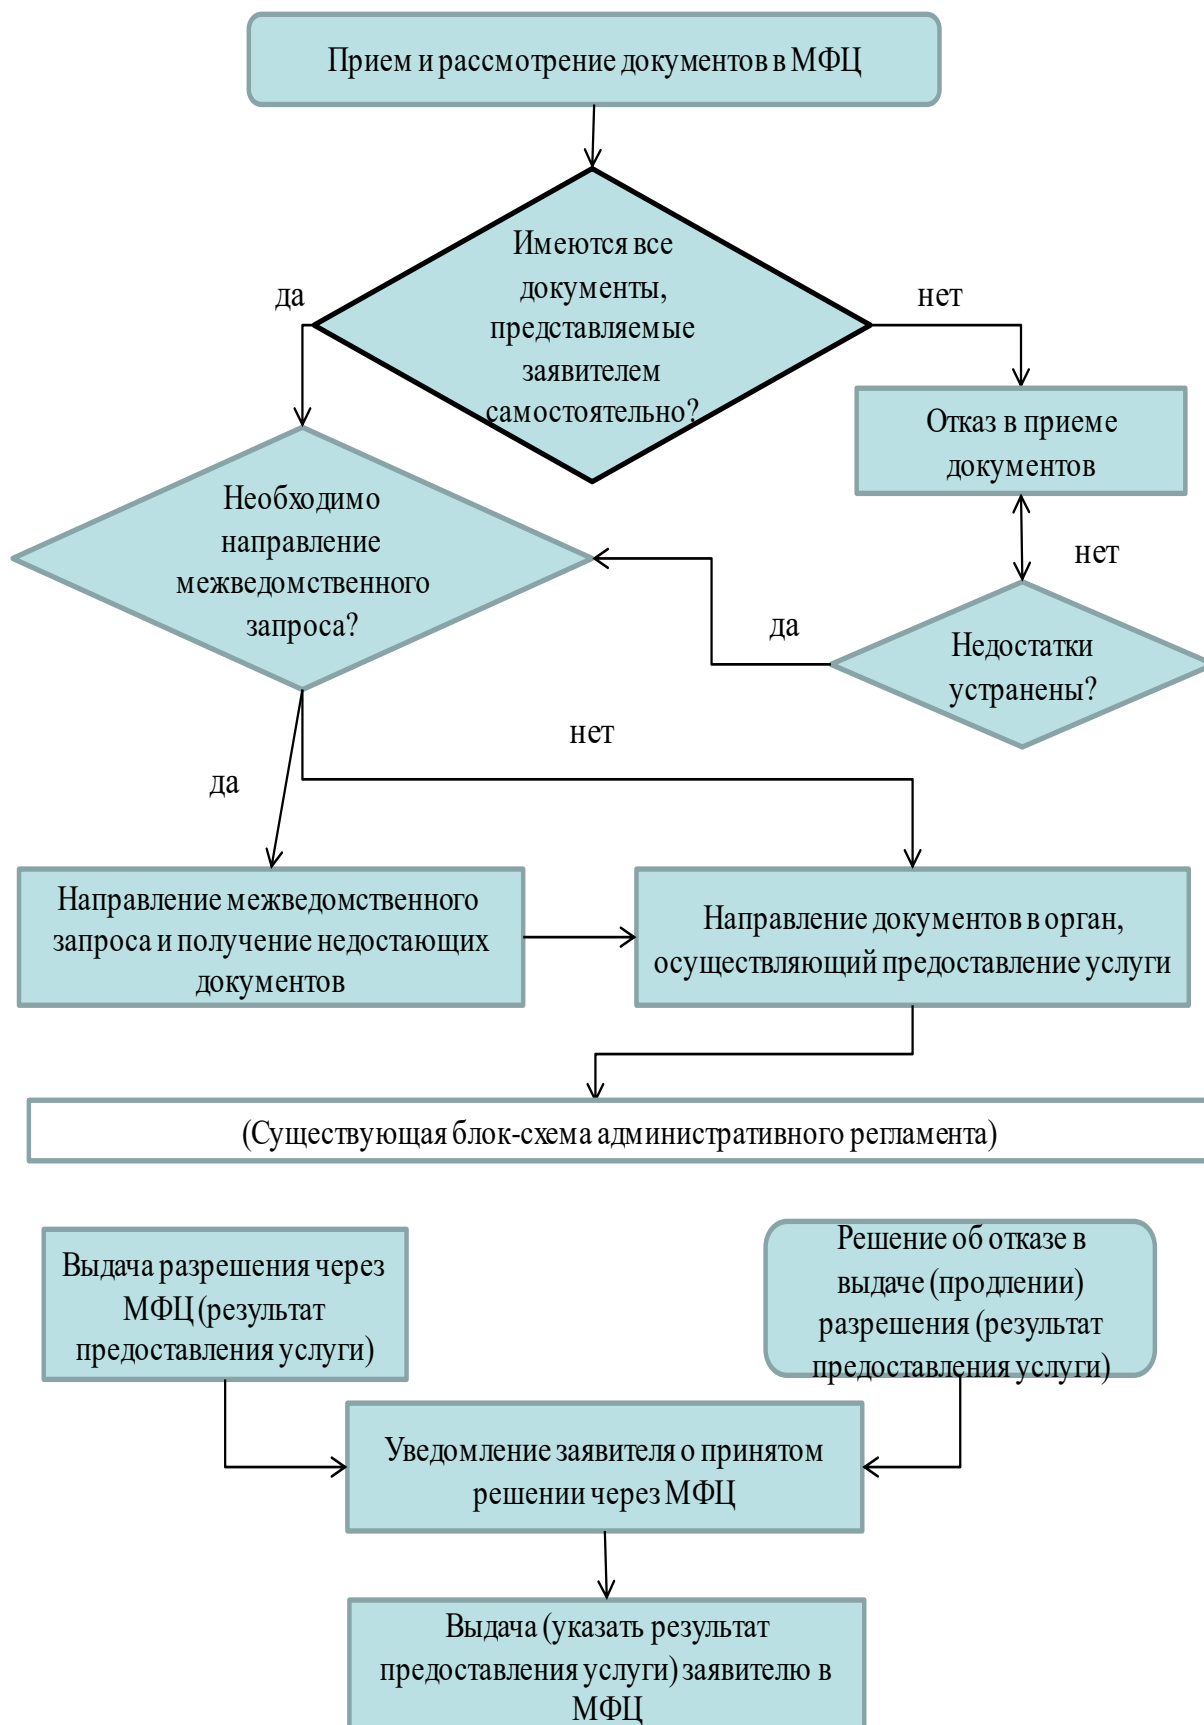 Прием и рассмотрение документов в МФЦ
Имеются все
документы,
представляемые
заявителем
самостоятельно?
да
нет
Отказ в приеме
документов
Необходимо
направление
межведомственного
запроса?
нет
да
Недостатки
устранены?
нет
да
Направление межведомственного
запроса и получение недостающих
документов
Направление документов в орган,
осуществляющий предоставление услуги
(Существующая блок-схема административного регламента)
Выдача разрешения через
МФЦ (результат
предоставления услуги)
Решение об отказе в
выдаче (продлении)
разрешения (результат
предоставления услуги)
Уведомление заявителя о принятом
решении через МФЦ
Выдача (указать результат
предоставления услуги) заявителю в
МФЦ